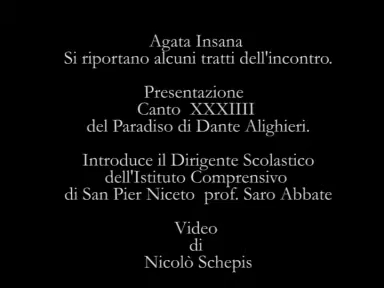 Agata Insana
Si riportano alcuni tratti dell'incontro.
Presentazione
Canto XXXIIII
del Paradiso di Dante Alighieri.
Introduce il Dirigente Scolastico
dell'Istituto Comprensivo
di San Pier Niceto prof. Saro Abbate
Video
di
Nicolò Schepis